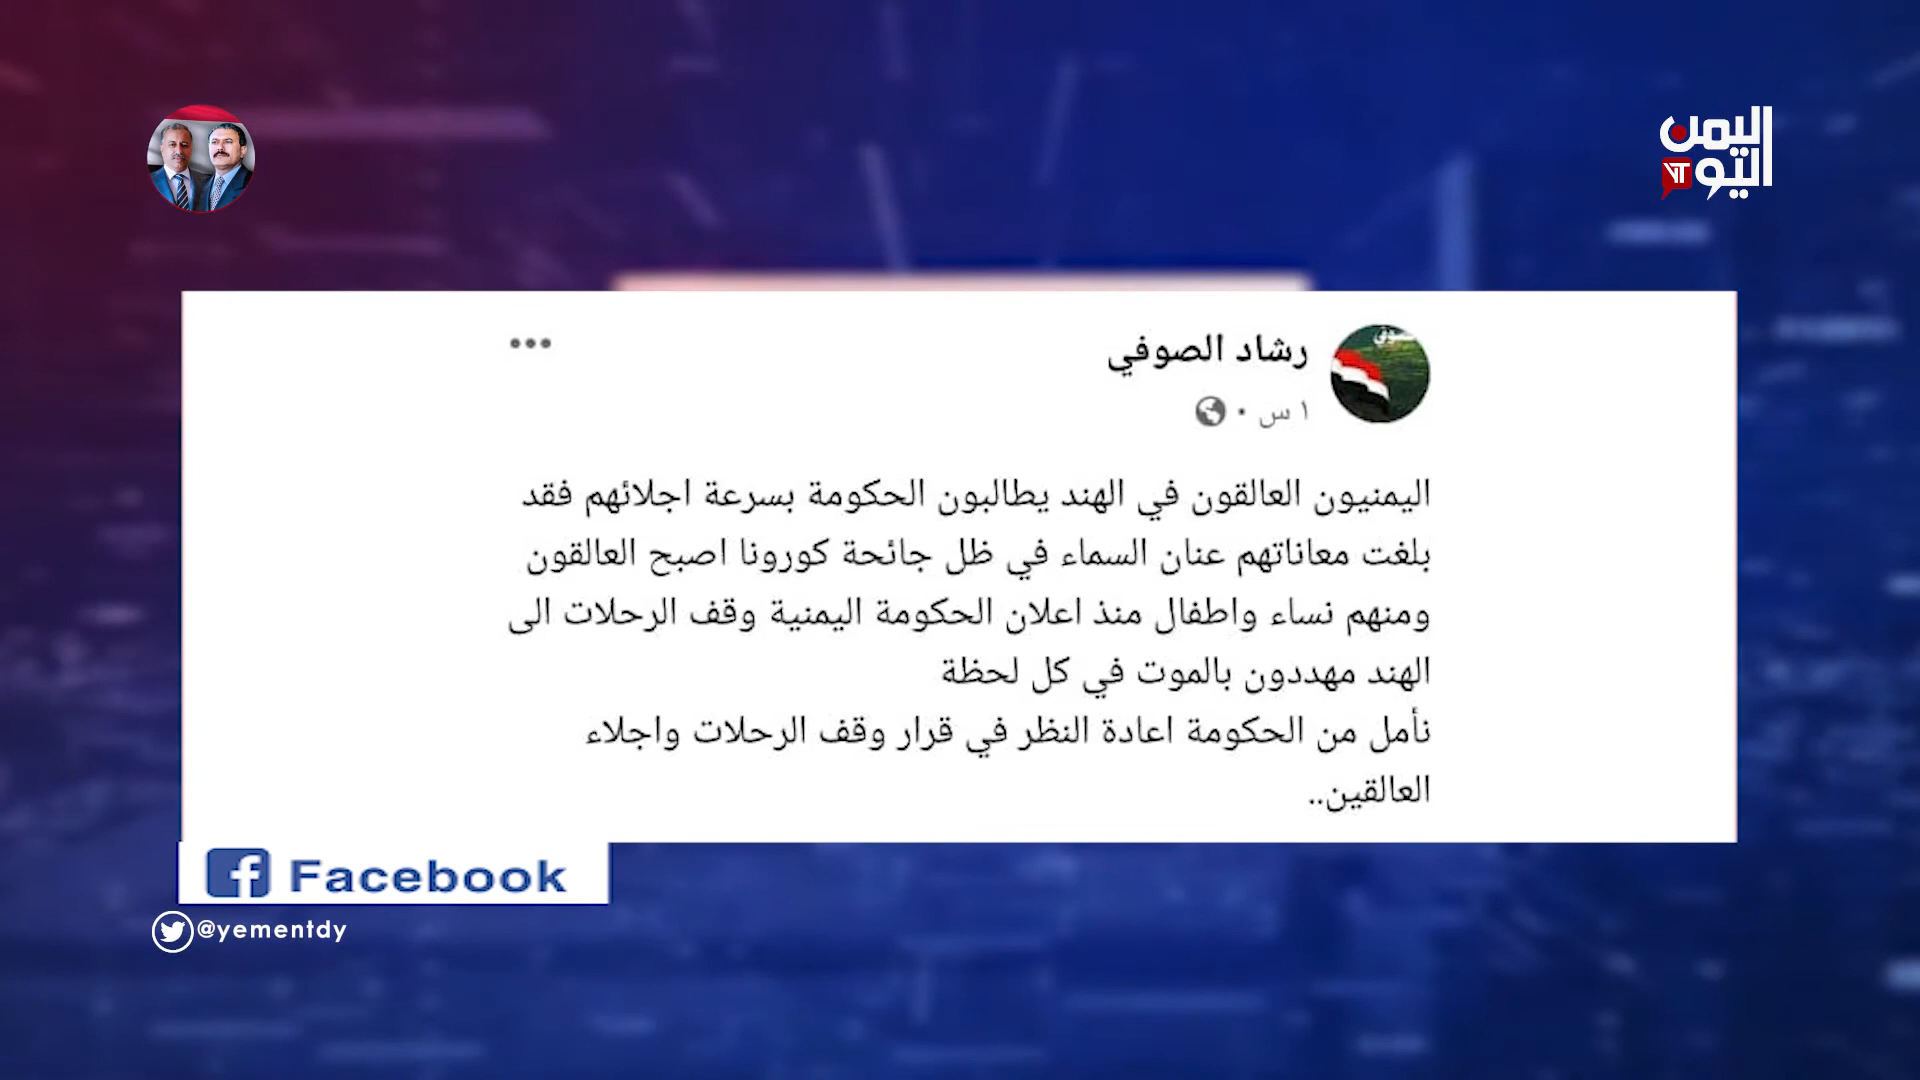 اليمن
اليوم
YT
رشاد الصوفي
١ س
اليمنيون العالقون في الهند يطالبون الحكومة بسرعة اجلائهم فقد
بلغت معاناتهم عنان السماء في ظل جائحة كورونا اصبح العالقون
ومنهم نساء واطفال منذ اعلان الحكومة اليمنية وقف الرحلات الى
الهند مهددون بالموت في كل لحظة
نأمل من الحكومة اعادة النظر في قرار وقف الرحلات واجلاء
العالقين..
Facebook
@yementdy